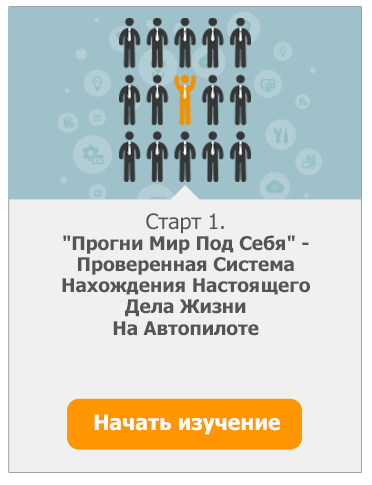 Старт 1.
"Прогни Мир Под Себя" -
Проверенная Система
Нахождения Настоящего
Дела Жизни
На Автопилоте
Начать изучение